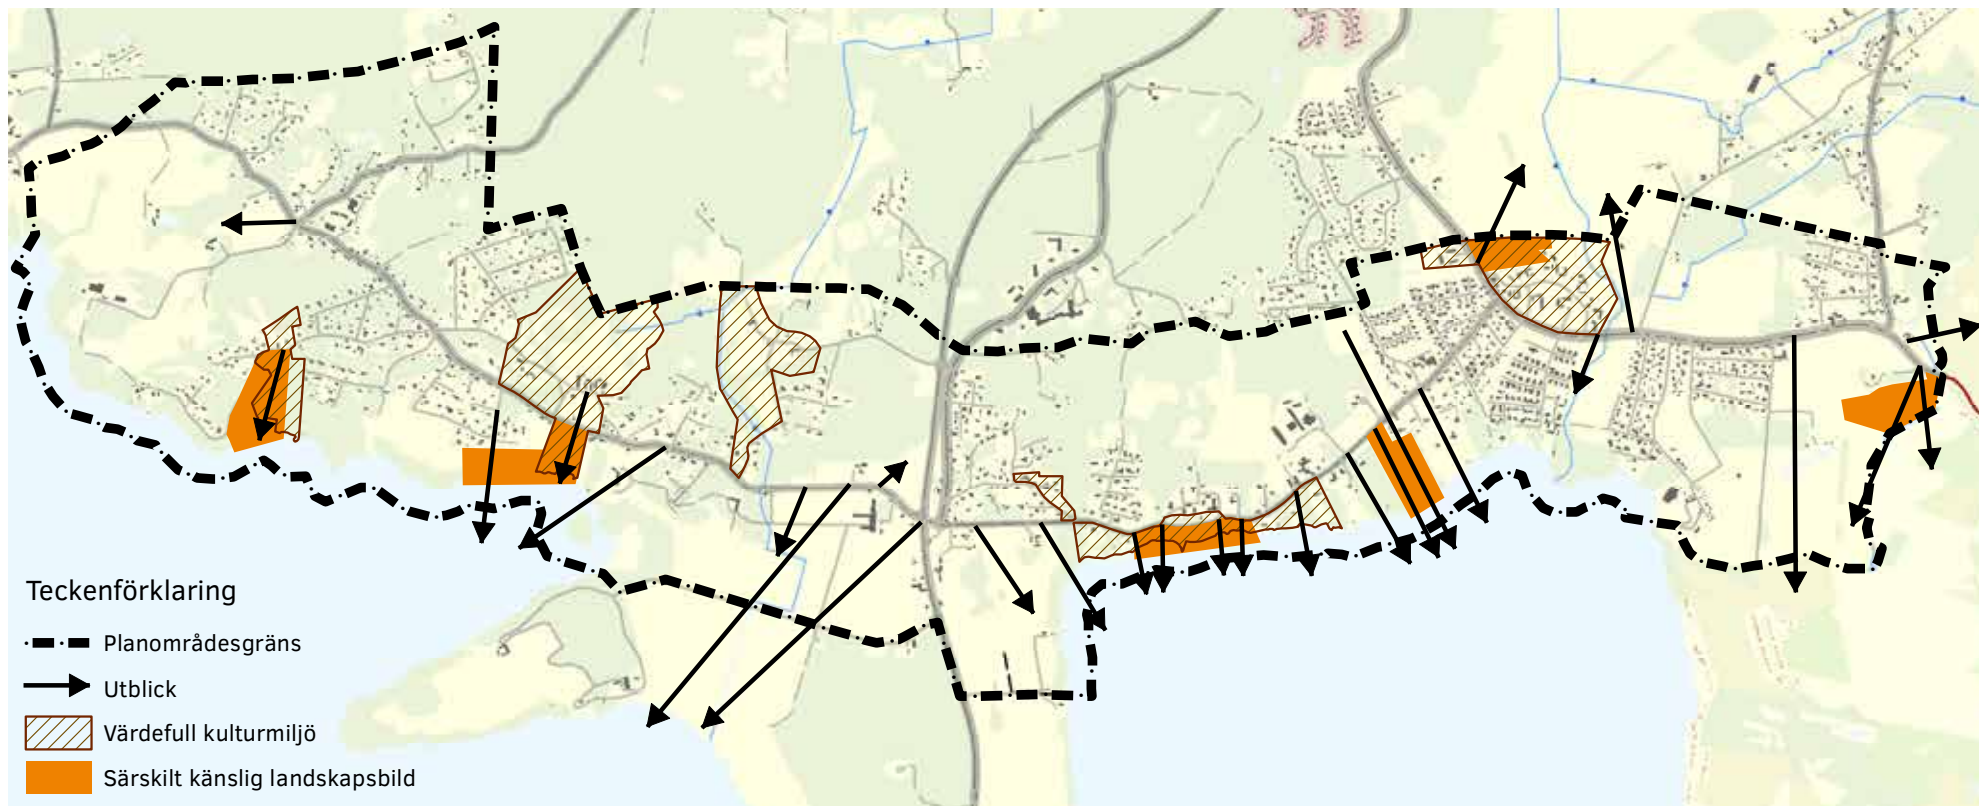 Teckenförklaring
Planområdesgräns
Utblick
Värdefull kulturmiljö
Särskilt känslig landskapsbild